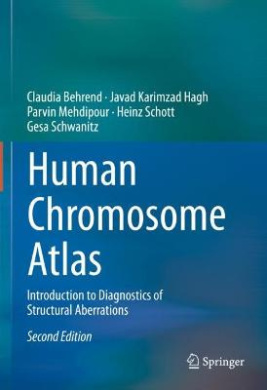 Claudia Behrend · Javad Karimzad Hagh
Parvin Mehdipour · Heinz Schott
Gesa Schwanitz
Human
Chromosome
Atlas
Introduction to Diagnostics of
Structural Aberrations
Second Edition
Springer